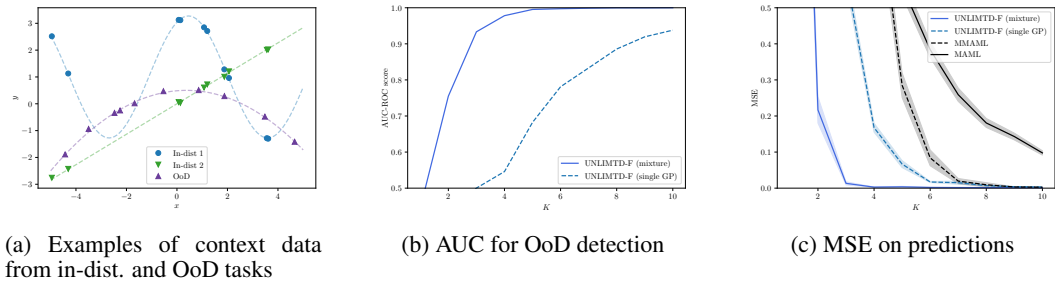 3
2
1
0
−1
−2
−3
y
−4
−2
0
2
4
x
In-dist 1
In-dist 2
OoD
1.0
0.9
0.8
0.7
0.6
0.5
AUC-ROC score
2
4
6
8
10
K
UNLIMTD-F (mixture)
UNLIMTD-F (single GP)
0.5
0.4
0.3
0.2
0.1
0.0
MSE
2
4
6
8
10
K
UNLIMTD-F (mixture)
UNLIMTD-F (single GP)
MMAML
MAML
(a) Examples of context data
from in-dist. and OoD tasks
(b) AUC for OoD detection
(c) MSE on predictions